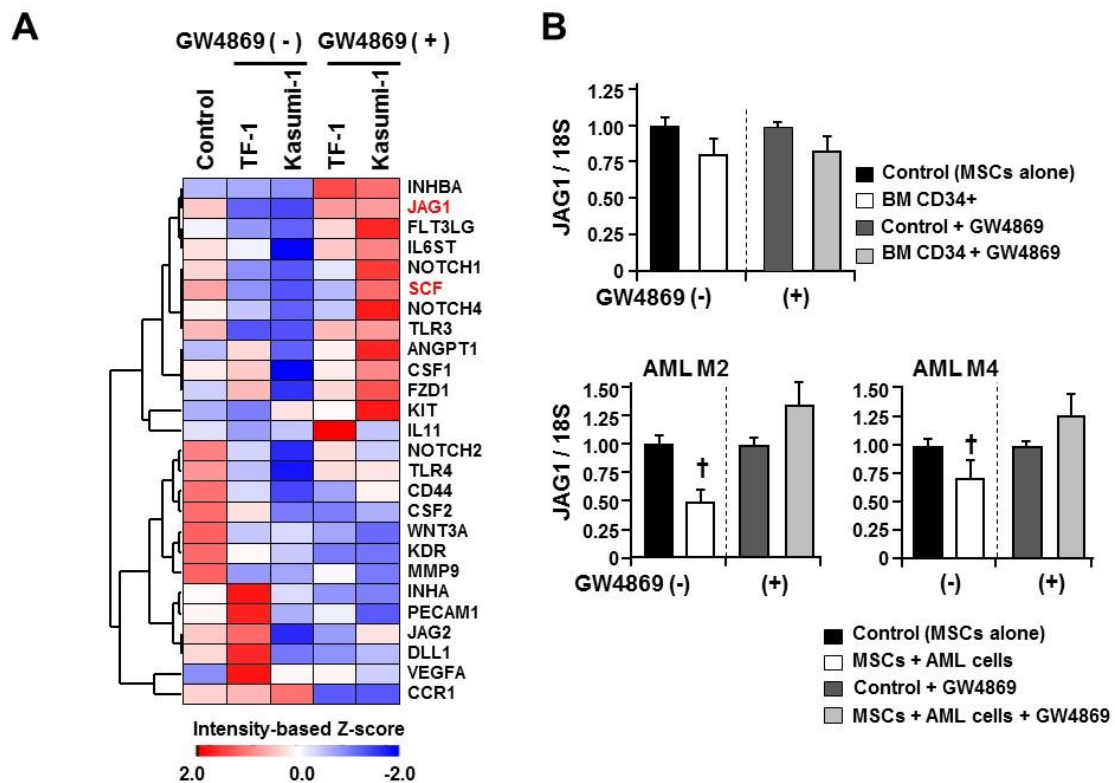 A
GW4869 ( - ) GW4869 ( + )
Control TF-1 Kasumi-1 TF-1 Kasumi-1
INHBA
JAG1
FLT3LG
IL6ST
NOTCH1
SCF
NOTCH4
TLR3
ANGPT1
CSF1
FZD1
KIT
IL11
NOTCH2
TLR4
CD44
CSF2
WNT3A
KDR
MMP9
INHA
PECAM1
JAG2
DLL1
VEGFA
CCR1
Intensity-based Z-score
2.0 0.0 -2.0
B
JAG1 / 18S
1.25
1.00
0.75
0.50
0.25
0
GW4869 (-) (+)
Control (MSCs alone)
BM CD34+
Control + GW4869
BM CD34 + GW4869
AML M2
JAG1 / 18S
1.50
1.25
1.00
0.75
0.50
0.25
0
†
GW4869 (-) (+)
AML M4
1.50
1.25
1.00
0.75
0.50
0.25
0
†
(-) (+)
Control (MSCs alone)
MSCs + AML cells
Control + GW4869
MSCs + AML cells + GW4869